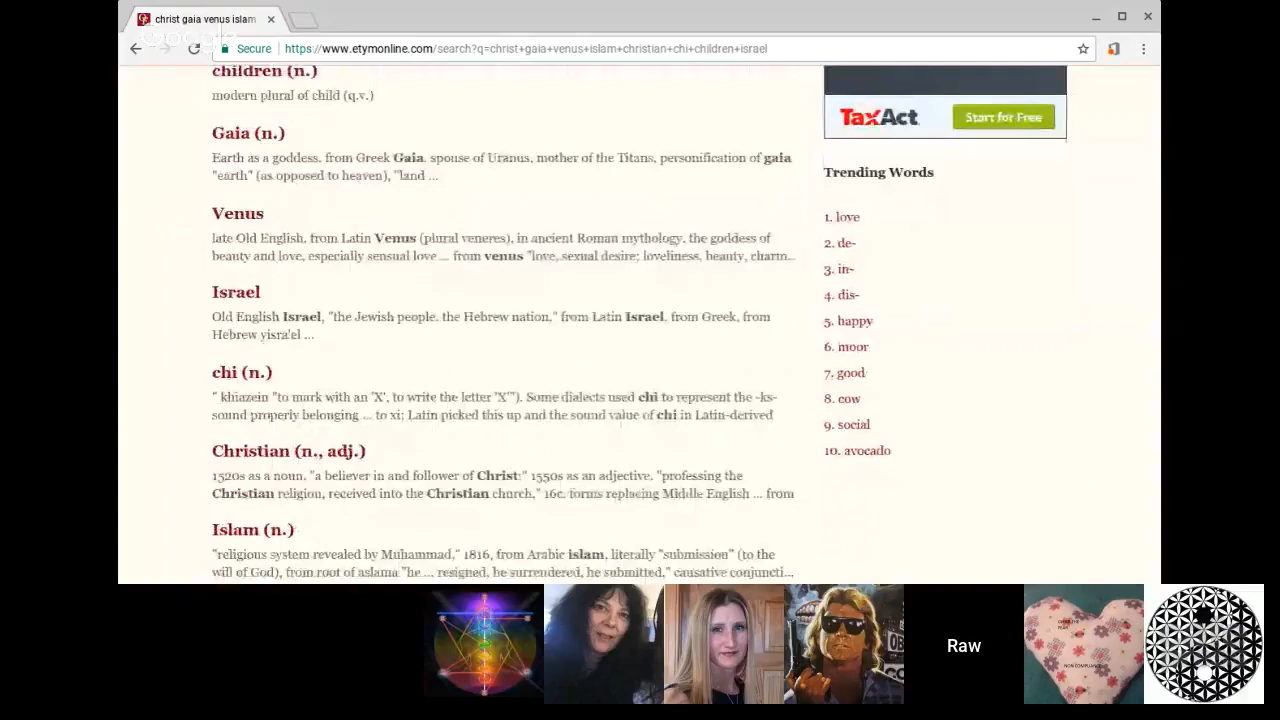 christ gaia venus islam
Google
Secure https://www.etymonline.com/search?q=christ+gaia+venus+islam+christian+chi+children+israel
children (n.)
modern plural of child (q.v.)
Gaia (n.)
Earth as a goddess, from Greek Gaia, spouse of Uranus, mother of the Titans, personification of gaia
"earth" (as opposed to heaven), "land ...
Venus
late Old English, from Latin Venus (plural veneres), in ancient Roman mythology, the goddess of
beauty and love, especially sensual love ... from venus "love, sexual desire; loveliness, beauty, charm...
Israel
Old English Israel, "the Jewish people, the Hebrew nation," from Latin Israel, from Greek, from
Hebrew yisra'el ...
chi (n.)
" khiazein "to mark with an 'X', to write the letter 'X'"). Some dialects used chi to represent the -ks-
sound properly belonging ... to xi; Latin picked this up and the sound value of chi in Latin-derived
Christian (n., adj.)
1520s as a noun, "a believer in and follower of Christ;" 1550s as an adjective, "professing the
Christian religion, received into the Christian church," 16c. forms replacing Middle English ... from
Islam (n.)
"religious system revealed by Muhammad," 1816, from Arabic islam, literally "submission" (to the
will of God), from root of aslama "he ... resigned, he surrendered, he submitted," causative conjuncti...
TaxAct
Start for Free
Trending Words
1. love
2. de-
3. in-
4. dis-
5. happy
6. moor
7. good
8. cow
9. social
10. avocado
Raw
NON COMPLIANCE